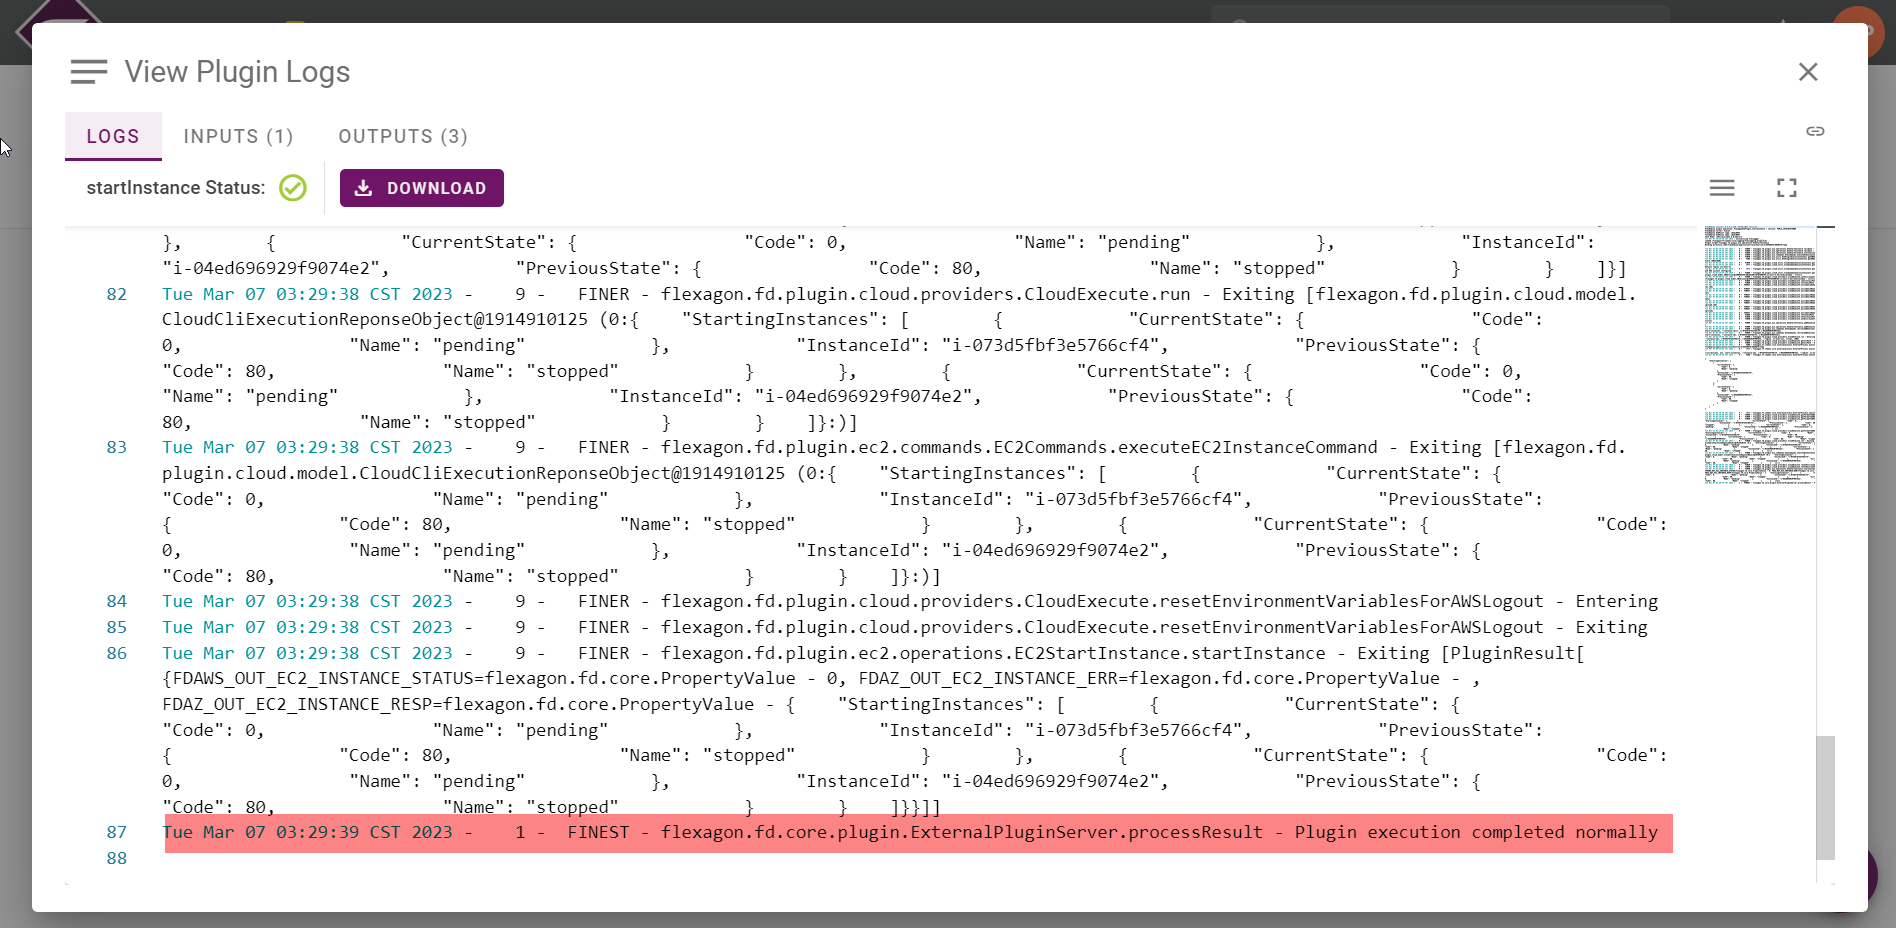 View Plugin Logs
LOGS INPUTS (1) OUTPUTS (3)
startInstance Status: DOWNLOAD
}, { "CurrentState": { "Code": 0, "Name": "pending" }, "InstanceId":
"i-04ed696929f9074e2", "PreviousState": { "Code": 80, "Name": "stopped" } } ]}]
82 Tue Mar 07 03:29:38 CST 2023 - 9 - FINER - flexagon.fd.plugin.cloud.providers.CloudExecute.run - Exiting [flexagon.fd.plugin.cloud.model.
CloudCliExecutionReponseObject@1914910125 (0:{ "StartingInstances": [ { "CurrentState": { "Code":
0, "Name": "pending" }, "InstanceId": "i-073d5fbf3e5766cf4", "PreviousState": {
"Code": 80, "Name": "stopped" } }, { "CurrentState": { "Code": 0,
"Name": "pending" }, "InstanceId": "i-04ed696929f9074e2", "PreviousState": { "Code":
80, "Name": "stopped" } } ]}:)]
83 Tue Mar 07 03:29:38 CST 2023 - 9 - FINER - flexagon.fd.plugin.ec2.commands.EC2Commands.executeEC2InstanceCommand - Exiting [flexagon.fd.
plugin.cloud.model.CloudCliExecutionReponseObject@1914910125 (0:{ "StartingInstances": [ { "CurrentState": {
"Code": 0, "Name": "pending" }, "InstanceId": "i-073d5fbf3e5766cf4", "PreviousState":
{ "Code": 80, "Name": "stopped" } }, { "CurrentState": { "Code":
0, "Name": "pending" }, "InstanceId": "i-04ed696929f9074e2", "PreviousState": {
"Code": 80, "Name": "stopped" } } ]}:)]
84 Tue Mar 07 03:29:38 CST 2023 - 9 - FINER - flexagon.fd.plugin.cloud.providers.CloudExecute.resetEnvironmentVariablesForAWSLogout - Entering
85 Tue Mar 07 03:29:38 CST 2023 - 9 - FINER - flexagon.fd.plugin.cloud.providers.CloudExecute.resetEnvironmentVariablesForAWSLogout - Exiting
86 Tue Mar 07 03:29:38 CST 2023 - 9 - FINER - flexagon.fd.plugin.ec2.operations.EC2StartInstance.startInstance - Exiting [PluginResult[
{FDAWS_OUT_EC2_INSTANCE_STATUS=flexagon.fd.core.PropertyValue - 0, FDAZ_OUT_EC2_INSTANCE_ERR=flexagon.fd.core.PropertyValue - ,
FDAZ_OUT_EC2_INSTANCE_RESP=flexagon.fd.core.PropertyValue - { "StartingInstances": [ { "CurrentState": {
"Code": 0, "Name": "pending" }, "InstanceId": "i-073d5fbf3e5766cf4", "PreviousState":
{ "Code": 80, "Name": "stopped" } }, { "CurrentState": { "Code":
0, "Name": "pending" }, "InstanceId": "i-04ed696929f9074e2", "PreviousState": {
"Code": 80, "Name": "stopped" } } ]}}]]
87 Tue Mar 07 03:29:39 CST 2023 - 1 - FINEST - flexagon.fd.core.plugin.ExternalPluginServer.processResult - Plugin execution completed normally
88